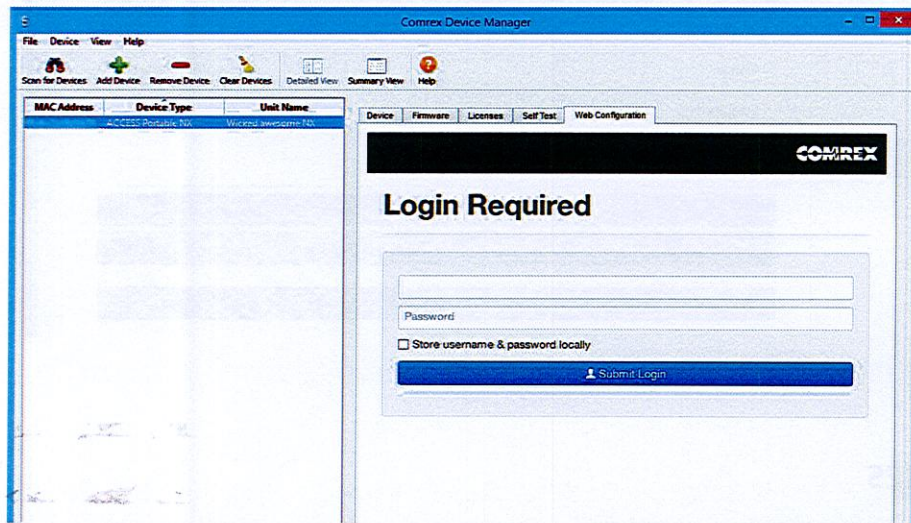 Comrex Device Manager
File Device View Help
Scan for Devices Add Device Remove Device Clear Devices Detailed View Summary View Help
MAC Address Device Type Unit Name
ACCESS Portable NX Wicked awesome NX
Device Firmware Licenses Self Test Web Configuration
COMREX
Login Required
Password
Store username & password locally
Submit Login